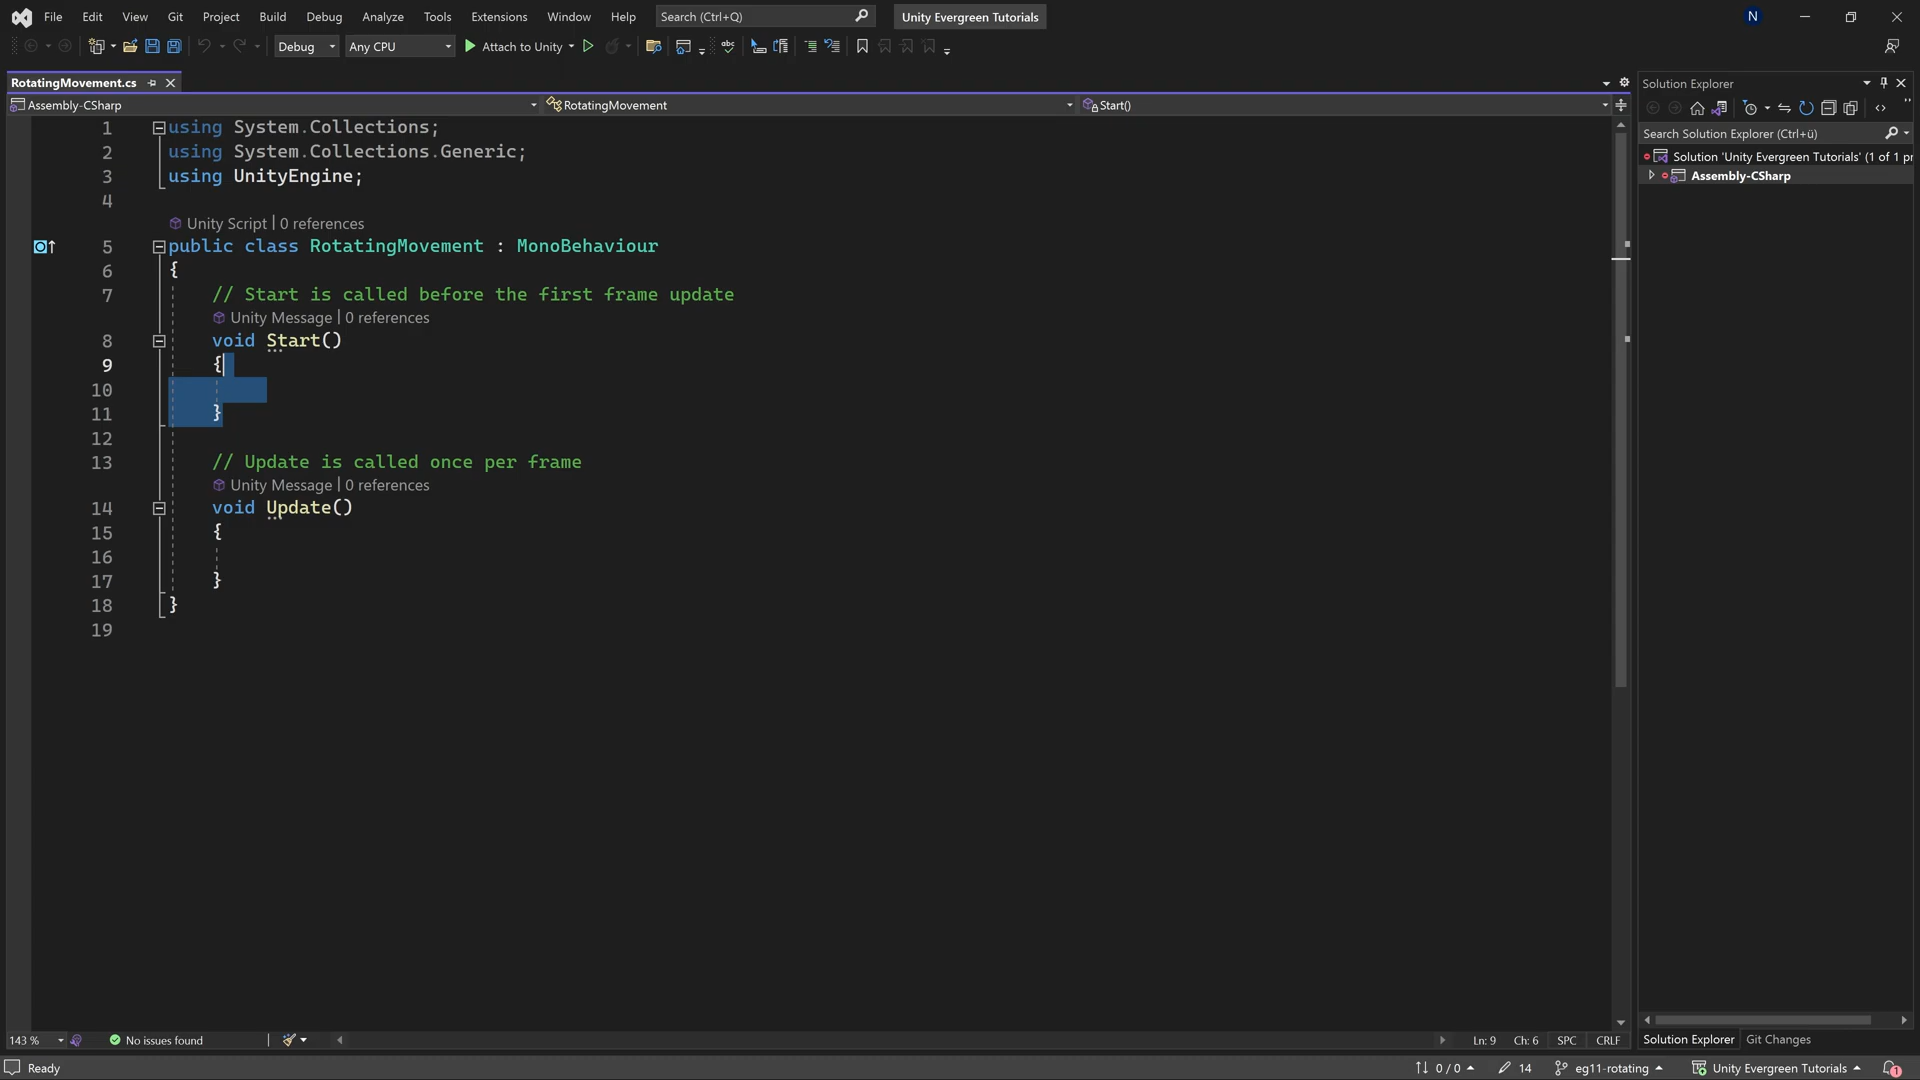 File Edit View Git Project Build Debug Analyze Tools Extensions Window Help Search (Ctrl+Q) Unity Evergreen Tutorials N
Debug Any CPU Attach to Unity
RotatingMovement.cs
Assembly-CSharp RotatingMovement Start()
1 using System.Collections;
2 using System.Collections.Generic;
3 using UnityEngine;
4
Unity Script | 0 references
5 public class RotatingMovement : MonoBehaviour
6 {
7 // Start is called before the first frame update
Unity Message | 0 references
8 void Start()
9 {
10
11 }
12
13 // Update is called once per frame
Unity Message | 0 references
14 void Update()
15 {
16
17 }
18 }
19
Solution Explorer
Search Solution Explorer (Ctrl+ü)
Solution 'Unity Evergreen Tutorials' (1 of 1 pr
Assembly-CSharp
143 % No issues found Ln: 9 Ch: 6 SPC CRLF
Solution Explorer Git Changes
Ready 0 / 0 14 eg11-rotating Unity Evergreen Tutorials 1